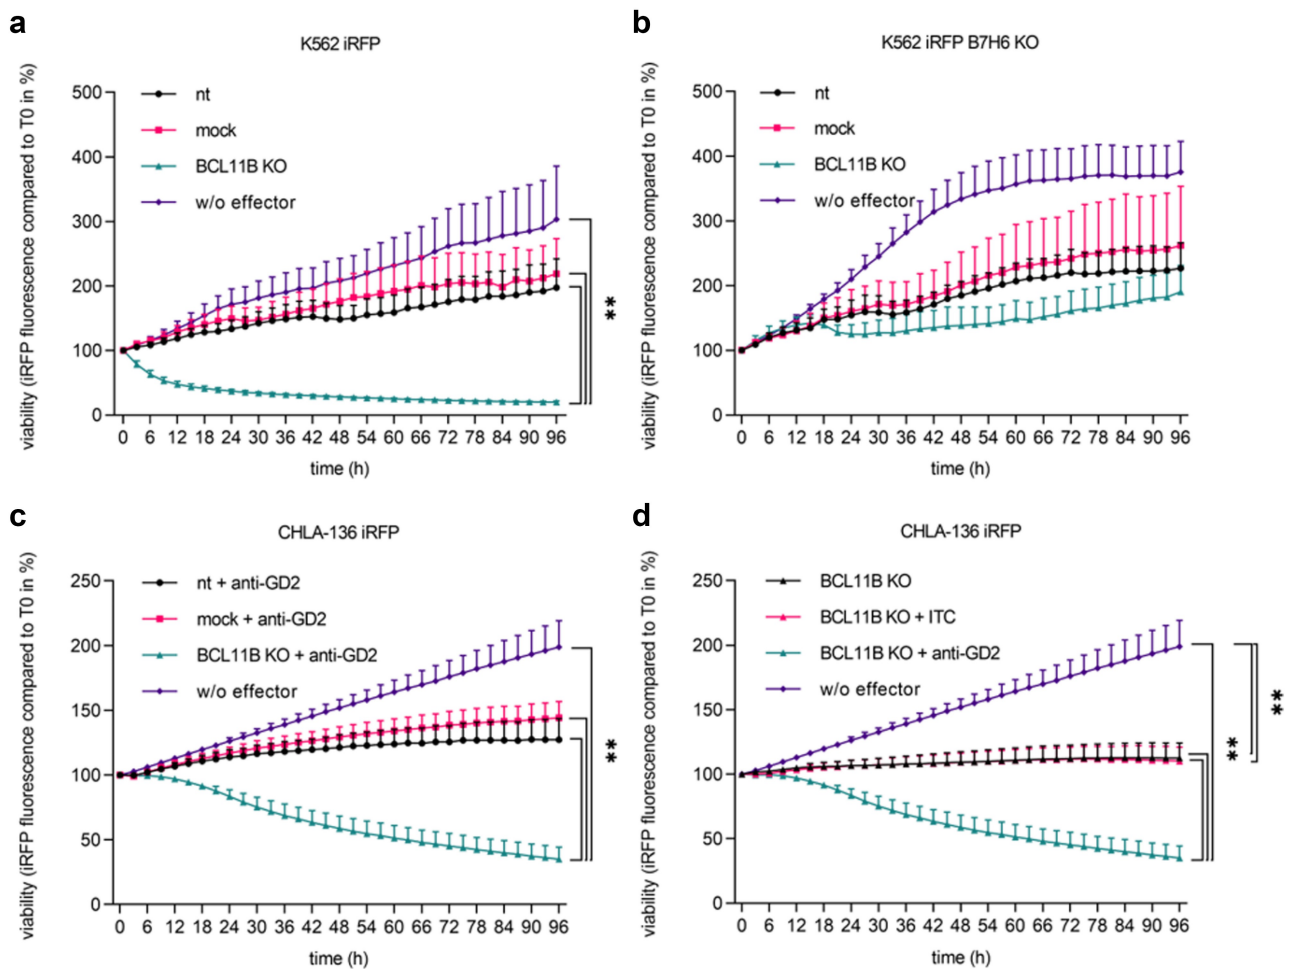 a
K562 iRFP
viability (iRFP fluorescence compared to T0 in %)
500
400
300
200
100
0
nt
mock
BCL11B KO
w/o effector
**
0 6 12 18 24 30 36 42 48 54 60 66 72 78 84 90 96
time (h)
b
K562 iRFP B7H6 KO
viability (iRFP fluorescence compared to T0 in %)
500
400
300
200
100
0
nt
mock
BCL11B KO
w/o effector
0 6 12 18 24 30 36 42 48 54 60 66 72 78 84 90 96
time (h)
c
CHLA-136 iRFP
viability (iRFP fluorescence compared to T0 in %)
250
200
150
100
50
0
nt + anti-GD2
mock + anti-GD2
BCL11B KO + anti-GD2
w/o effector
**
0 6 12 18 24 30 36 42 48 54 60 66 72 78 84 90 96
time (h)
d
CHLA-136 iRFP
viability (iRFP fluorescence compared to T0 in %)
250
200
150
100
50
0
BCL11B KO
BCL11B KO + ITC
BCL11B KO + anti-GD2
w/o effector
**
**
0 6 12 18 24 30 36 42 48 54 60 66 72 78 84 90 96
time (h)